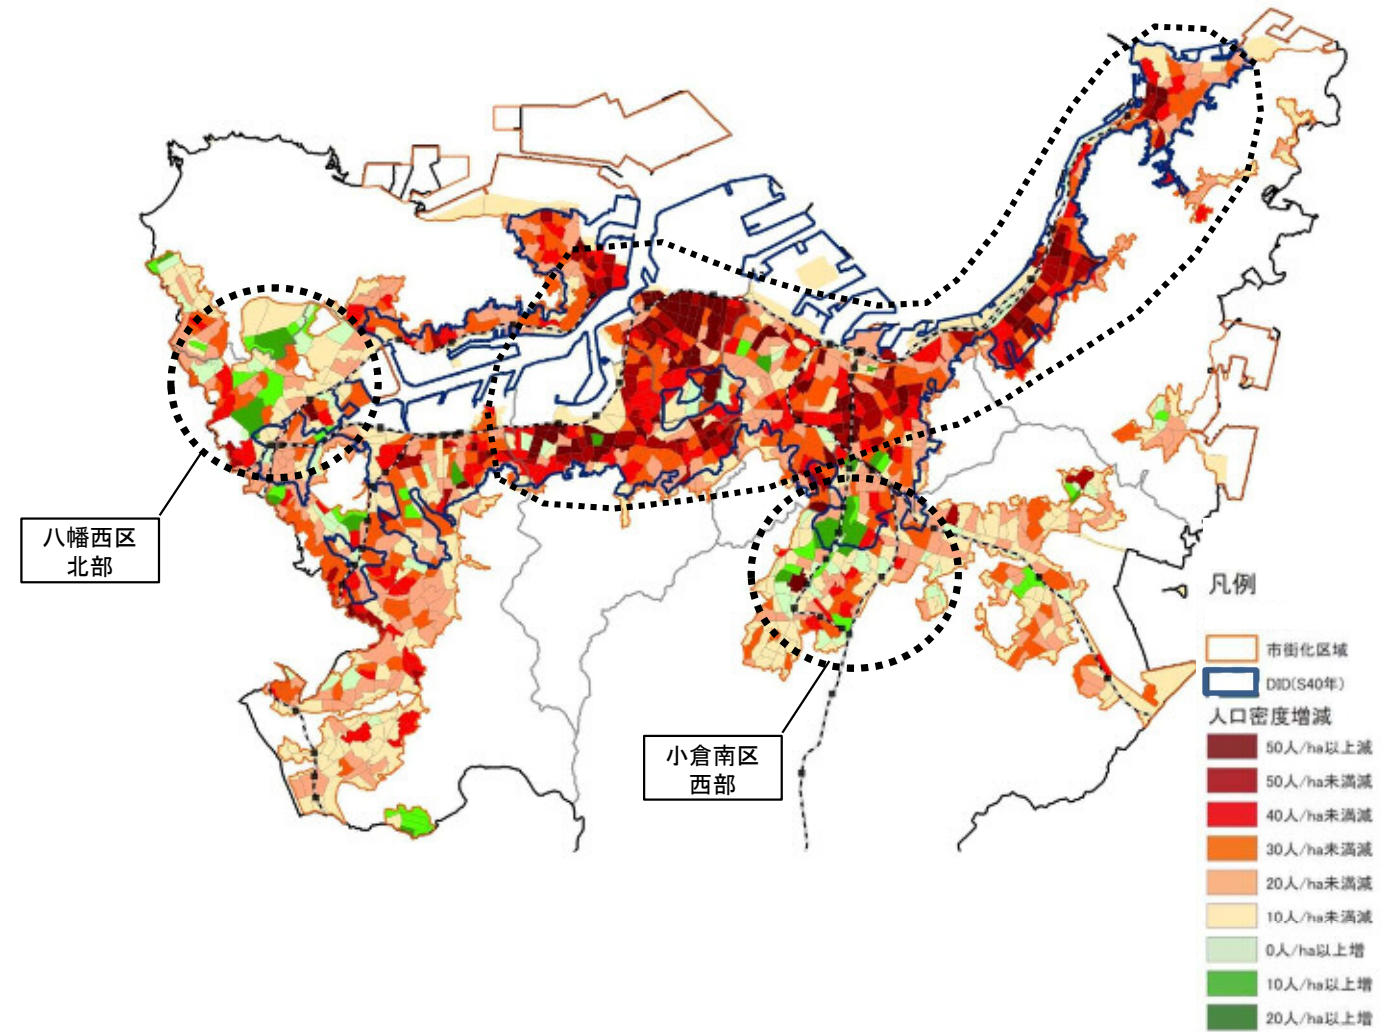 八幡西区
北部
小倉南区
西部
凡例
市街化区域
DID(S40年)
人口密度増減
50人/ha以上減
50人/ha未満減
40人/ha未満減
30人/ha未満減
20人/ha未満減
10人/ha未満減
0人/ha以上増
10人/ha以上増
20人/ha以上増